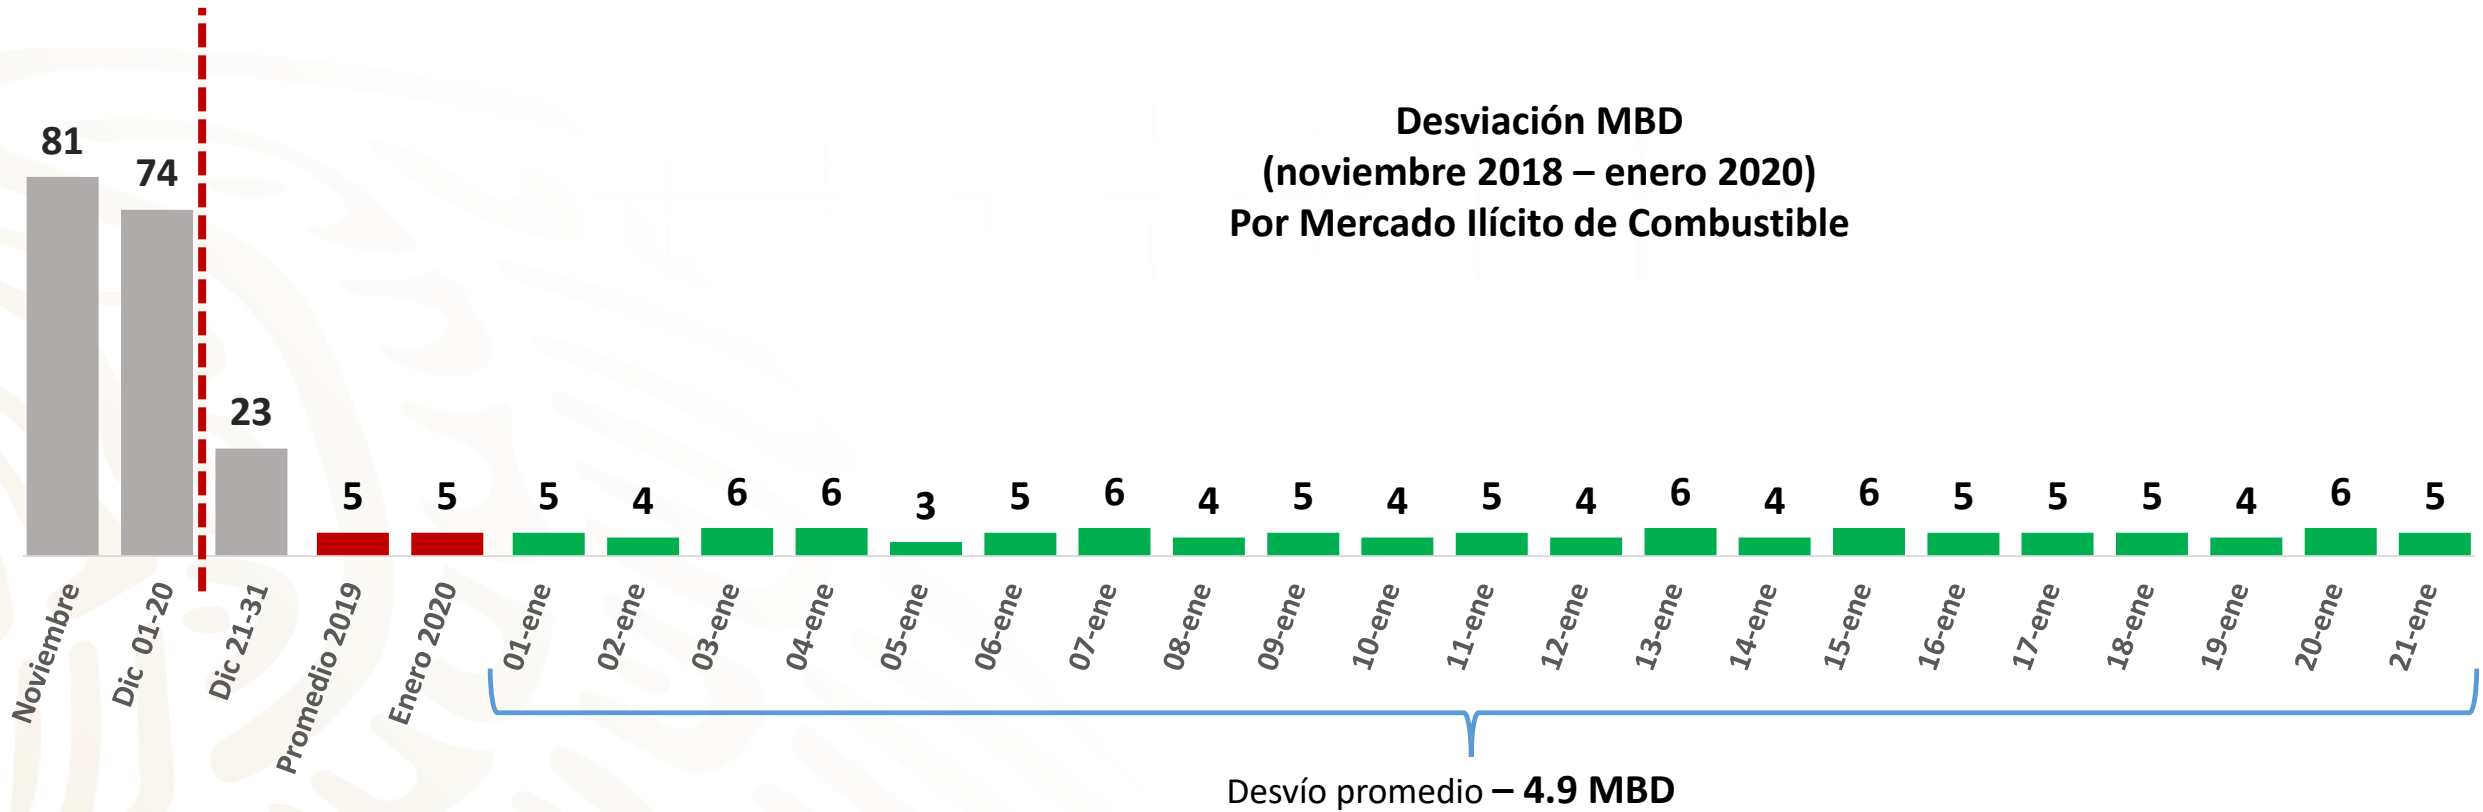 Desviación MBD
(noviembre 2018 – enero 2020)
Por Mercado Ilícito de Combustible
81
74
23
5
5
5
4
6
6
3
5
6
4
5
4
5
4
6
4
6
5
5
5
4
6
5
Noviembre
Dic 01-20
Dic 21-31
Promedio 2019
Enero 2020
01-ene
02-ene
03-ene
04-ene
05-ene
06-ene
07-ene
08-ene
09-ene
10-ene
11-ene
12-ene
13-ene
14-ene
15-ene
16-ene
17-ene
18-ene
19-ene
20-ene
21-ene
Desvío promedio – 4.9 MBD